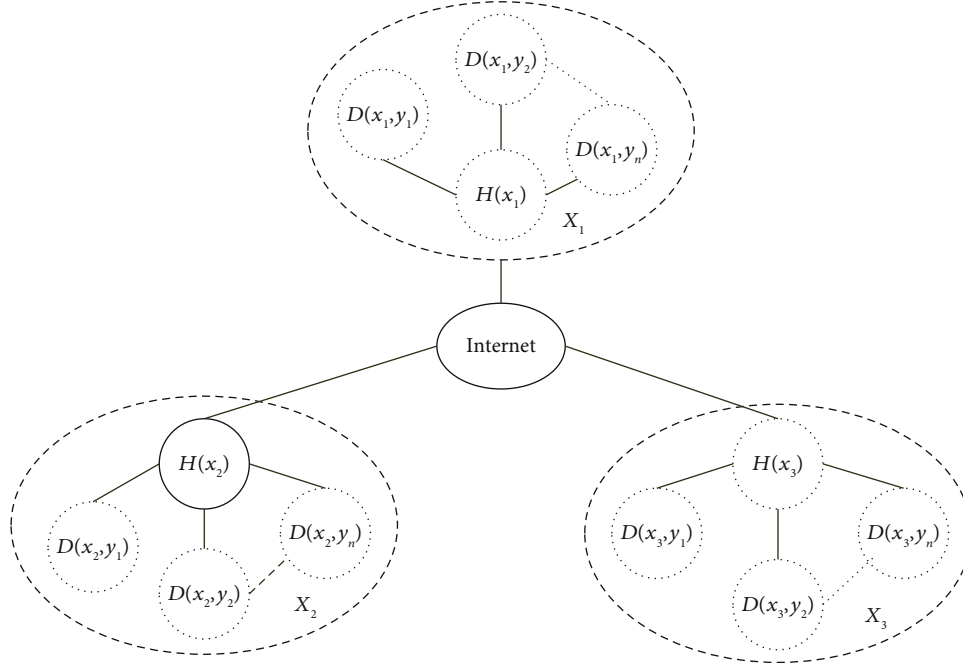 D(x₁,y₂)
D(x₁,y₁)
D(x₁,yₙ)
H(x₁)
X₁
Internet
H(x₂)
D(x₂,y₁)
D(x₂,yₙ)
D(x₂,y₂)
X₂
H(x₃)
D(x₃,y₁)
D(x₃,yₙ)
D(x₃,y₂)
X₃